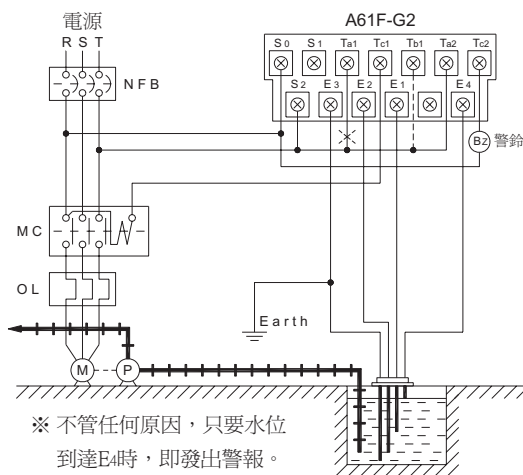 電源
A61F-G2
R S T
S0 S1 Ta1 Tc1 Tb1 Ta2 Tc2
NFB
S2 E3 E2 E1 E4
BZ 警鈴
MC
OL
Earth
M P
※ 不管任何原因，只要水位
到達E4時，即發出警報。